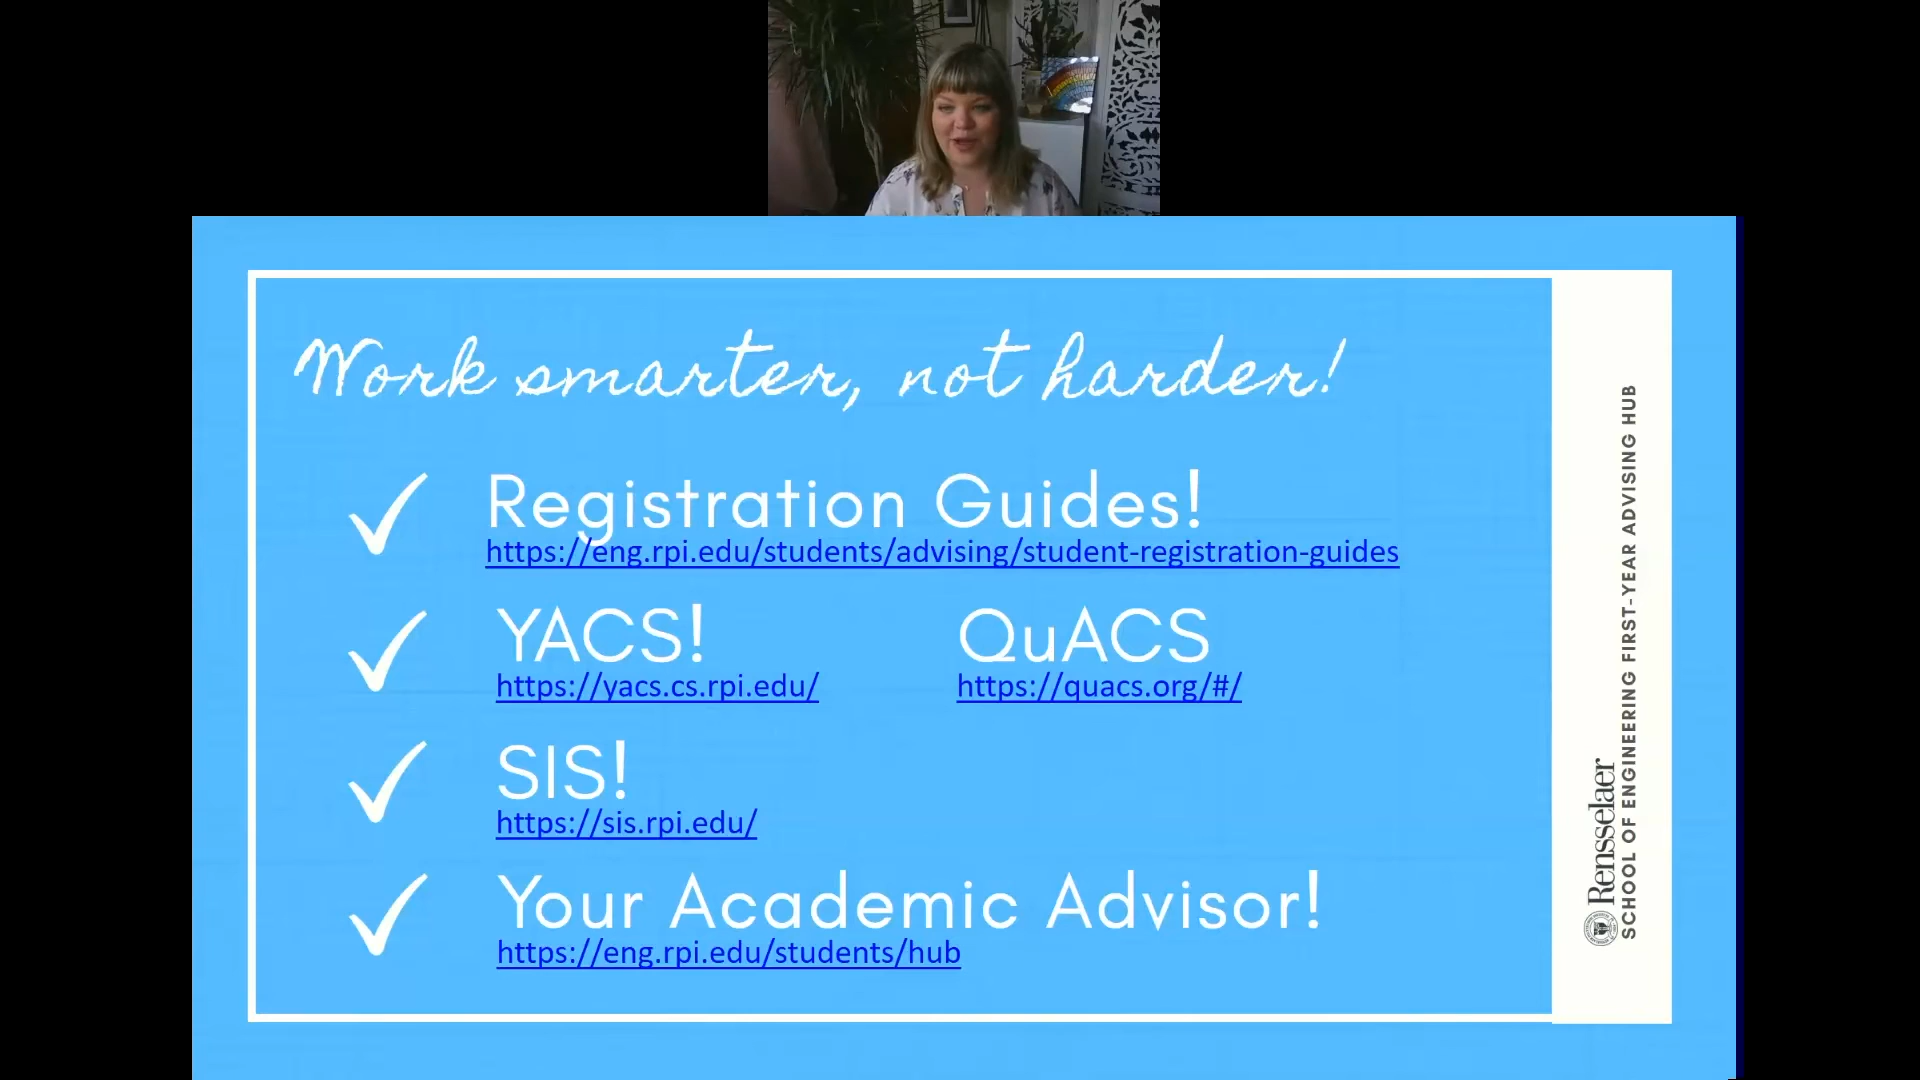 Work smarter, not harder!
Registration Guides!
https://eng.rpi.edu/students/advising/student-registration-guides
YACS!
https://yacs.cs.rpi.edu/
QuACS
https://quacs.org/#/
SIS!
https://sis.rpi.edu/
Your Academic Advisor!
https://eng.rpi.edu/students/hub
Rensselaer
SCHOOL OF ENGINEERING FIRST-YEAR ADVISING HUB